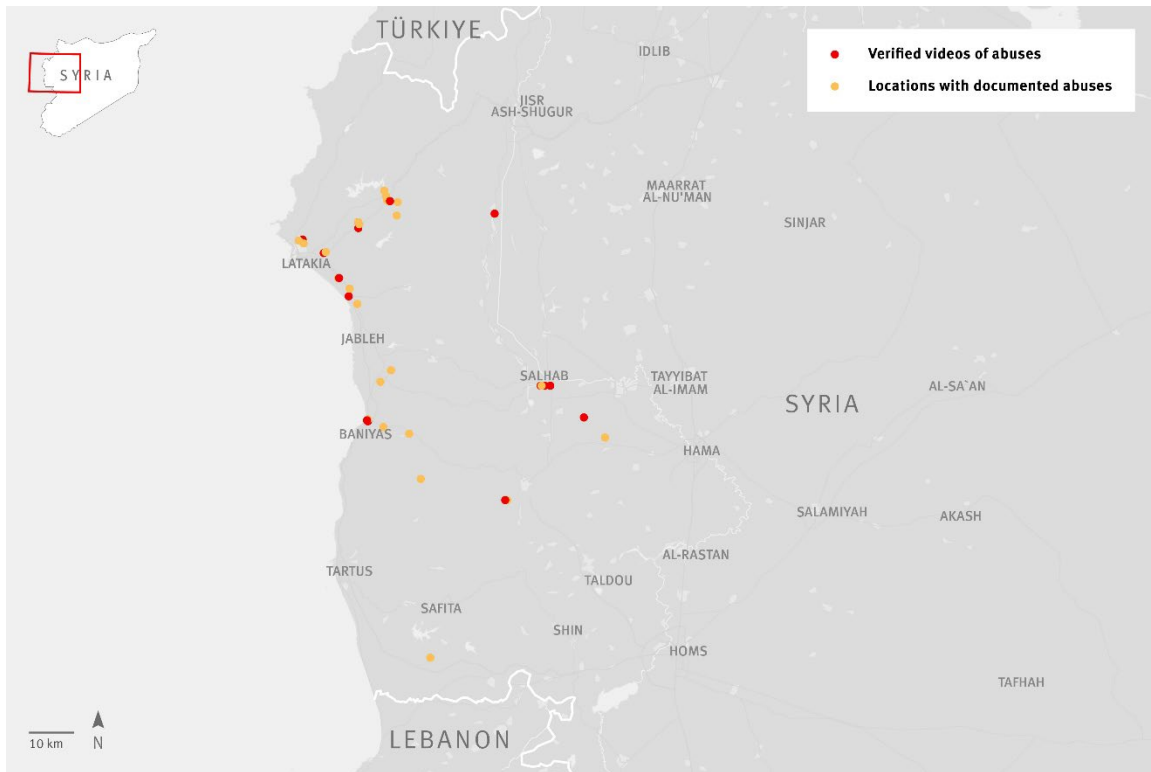 TÜRKİYE
SYRIA
IDLIB
Verified videos of abuses
Locations with documented abuses
JISR
ASH-SHUGUR
MAARRAT
AL-NU'MAN
SINJAR
LATAKIA
JABLEH
SALHAB
TAYYIBAT
AL-IMAM
AL-SA`AN
SYRIA
BANIYAS
HAMA
SALAMIYAH
AKASH
AL-RASTAN
TARTUS
TALDOU
SAFITA
SHIN
HOMS
TAFHAH
10 km
N
LEBANON